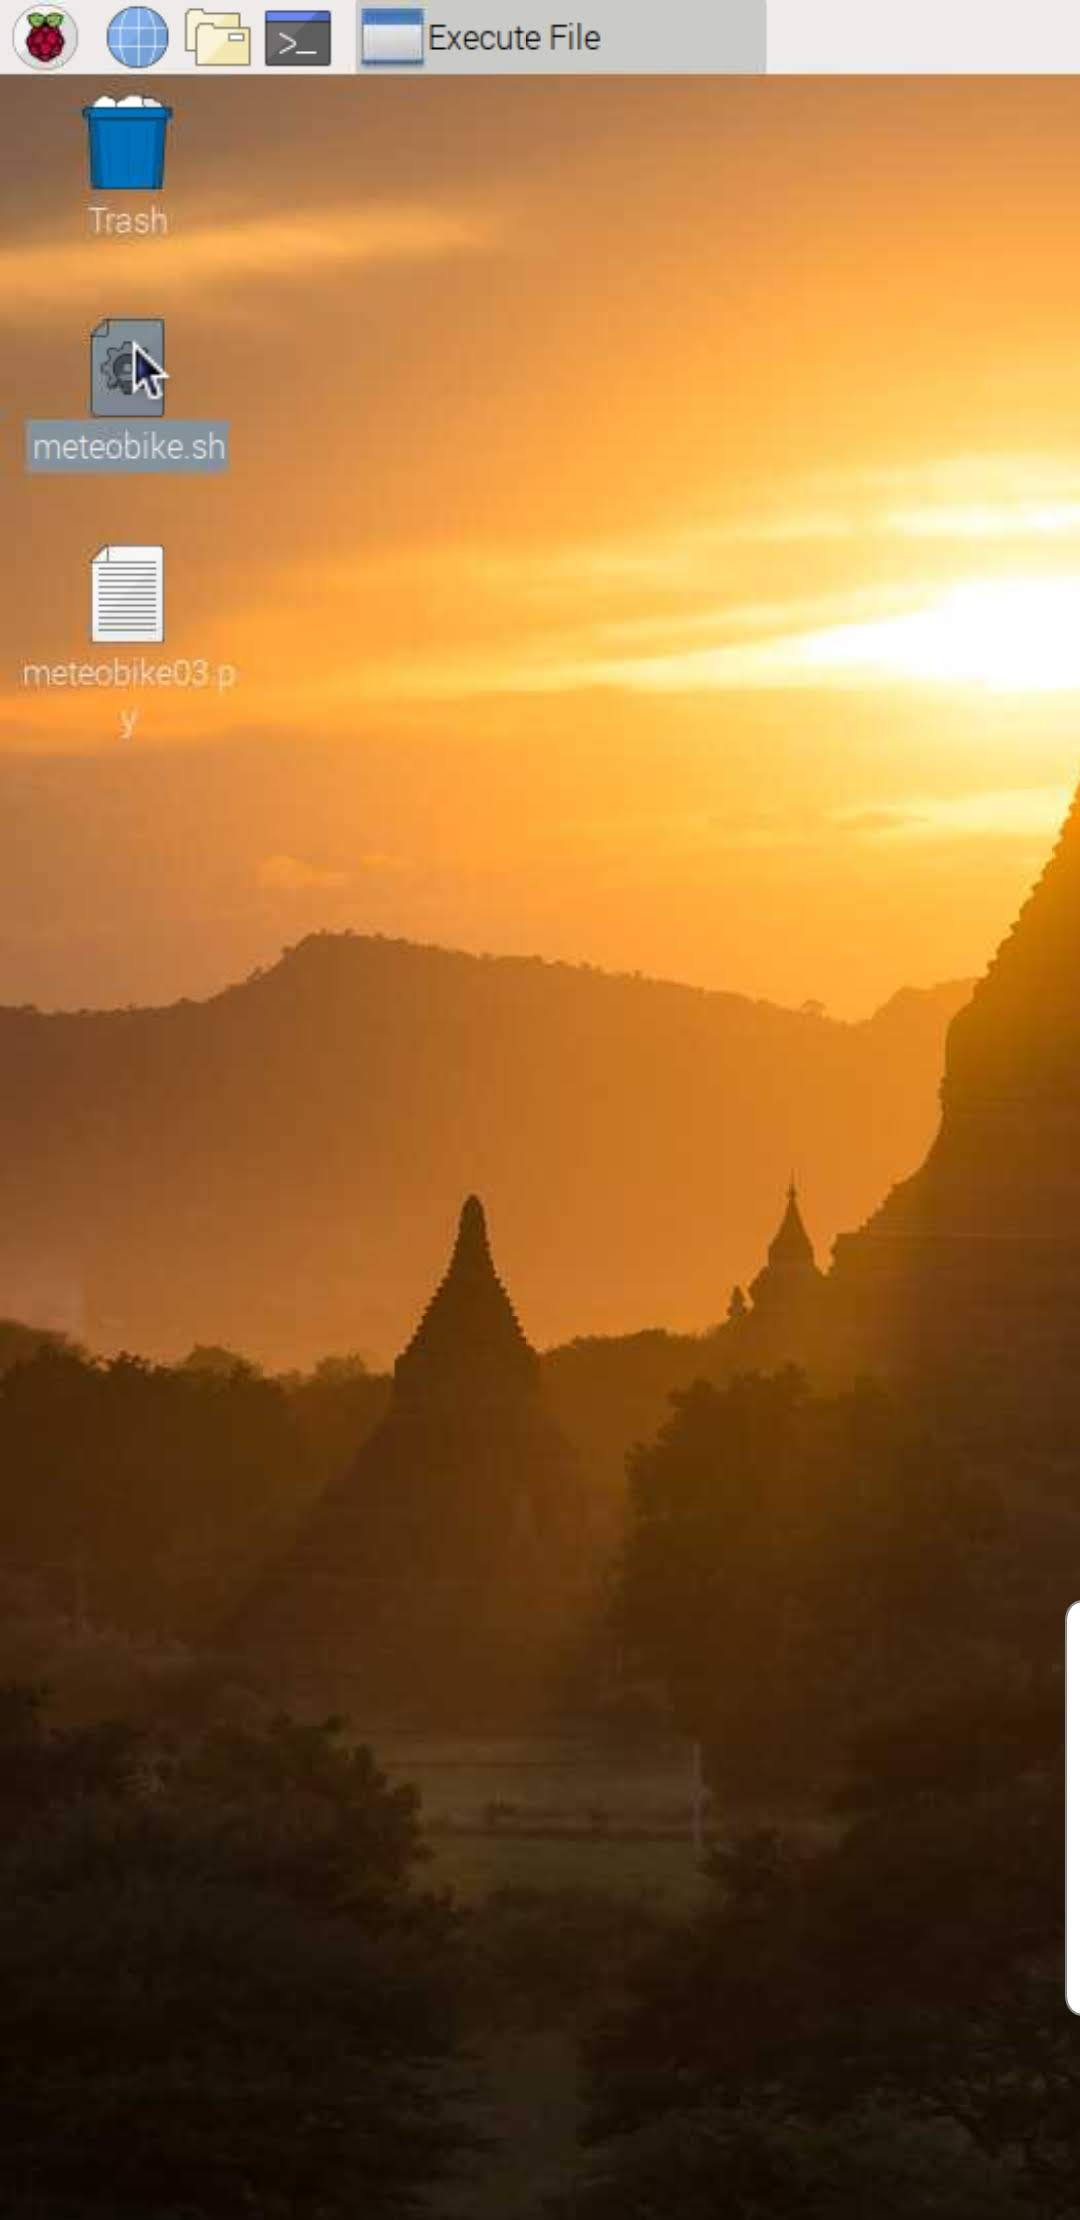 >_
Execute File
Trash
meteobike.sh
meteobike03.p
y